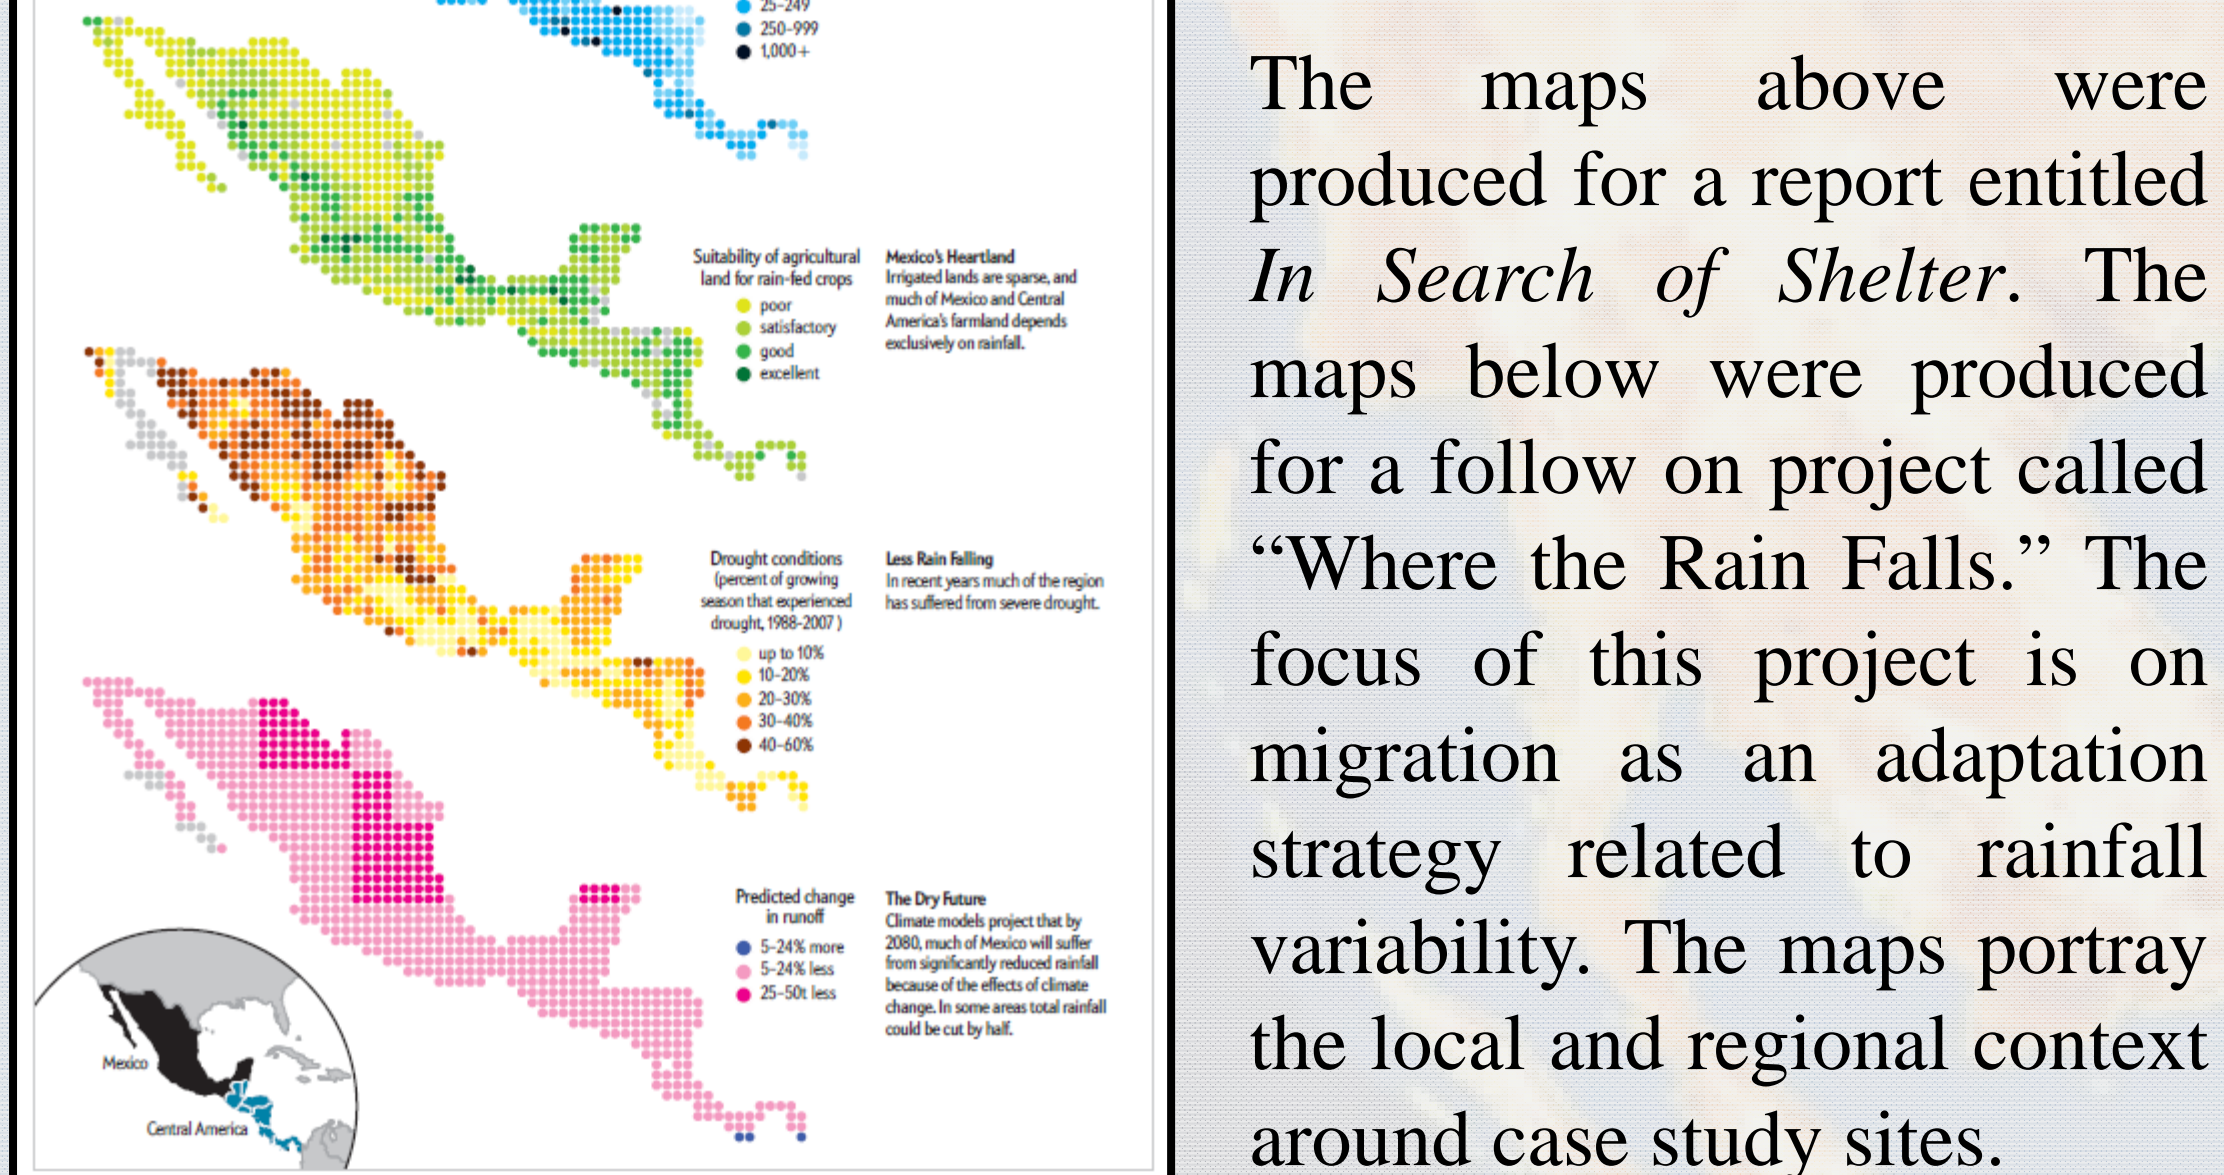 25–249
250–999
1,000+
Suitability of agricultural
land for rain-fed crops
poor
satisfactory
good
excellent
Mexico's Heartland
Irrigated lands are sparse, and
much of Mexico and Central
America's farmland depends
exclusively on rainfall.
Drought conditions
(percent of growing
season that experienced
drought, 1988-2007 )
up to 10%
10–20%
20–30%
30–40%
40–60%
Less Rain Falling
In recent years much of the region
has suffered from severe drought.
Predicted change
in runoff
5–24% more
5–24% less
25–50t less
The Dry Future
Climate models project that by
2080, much of Mexico will suffer
from significantly reduced rainfall
because of the effects of climate
change. In some areas total rainfall
could be cut by half.
Mexico
Central America
The maps above were
produced for a report entitled
In Search of Shelter. The
maps below were produced
for a follow on project called
“Where the Rain Falls.” The
focus of this project is on
migration as an adaptation
strategy related to rainfall
variability. The maps portray
the local and regional context
around case study sites.